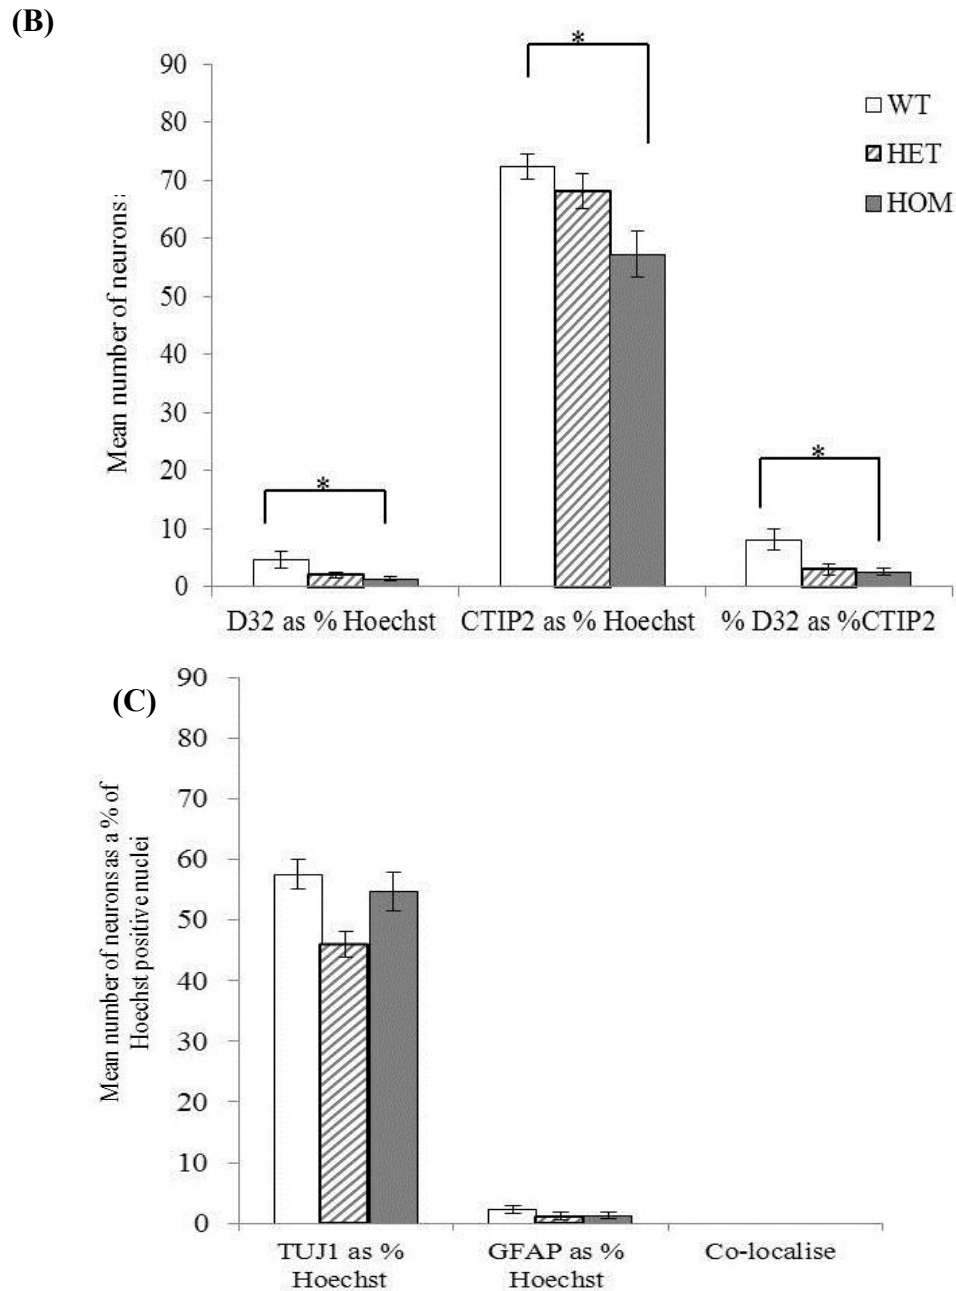 (B)
*
90
80
70
60
50
40
30
20
10
0
Mean number of neurons
WT
HET
HOM
*
*
D32 as % Hoechst
CTIP2 as % Hoechst
% D32 as %CTIP2
(C)
90
80
70
60
50
40
30
20
10
0
Mean number of neurons as a % of
Hoechst positive nuclei
TUJ1 as %
Hoechst
GFAP as %
Hoechst
Co-localise